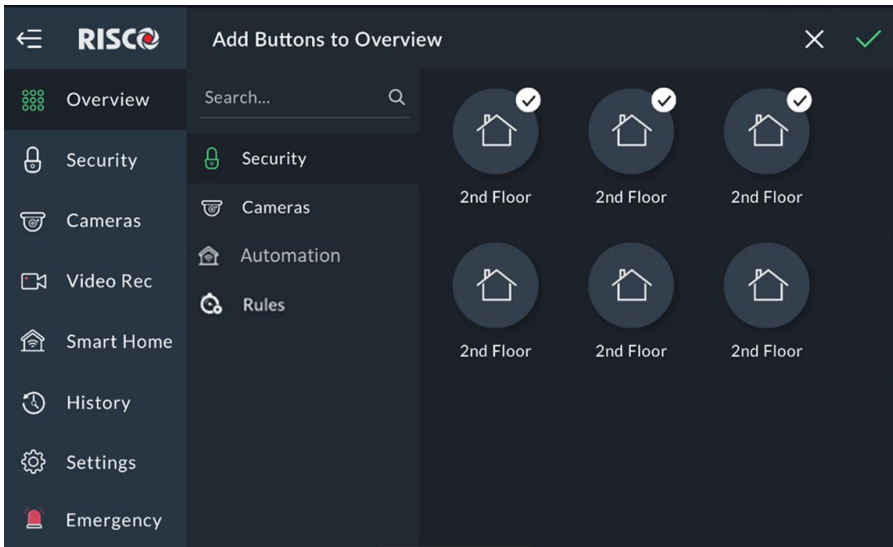 RISCO
Add Buttons to Overview
Overview
Security
Cameras
Video Rec
Smart Home
History
Settings
Emergency
Search...
Security
Cameras
Automation
Rules
2nd Floor 2nd Floor 2nd Floor
2nd Floor 2nd Floor 2nd Floor